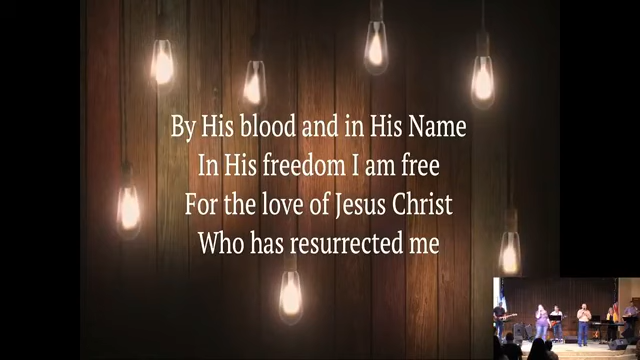 By His blood and in His Name
In His freedom I am free
For the love of Jesus Christ
Who has resurrected me